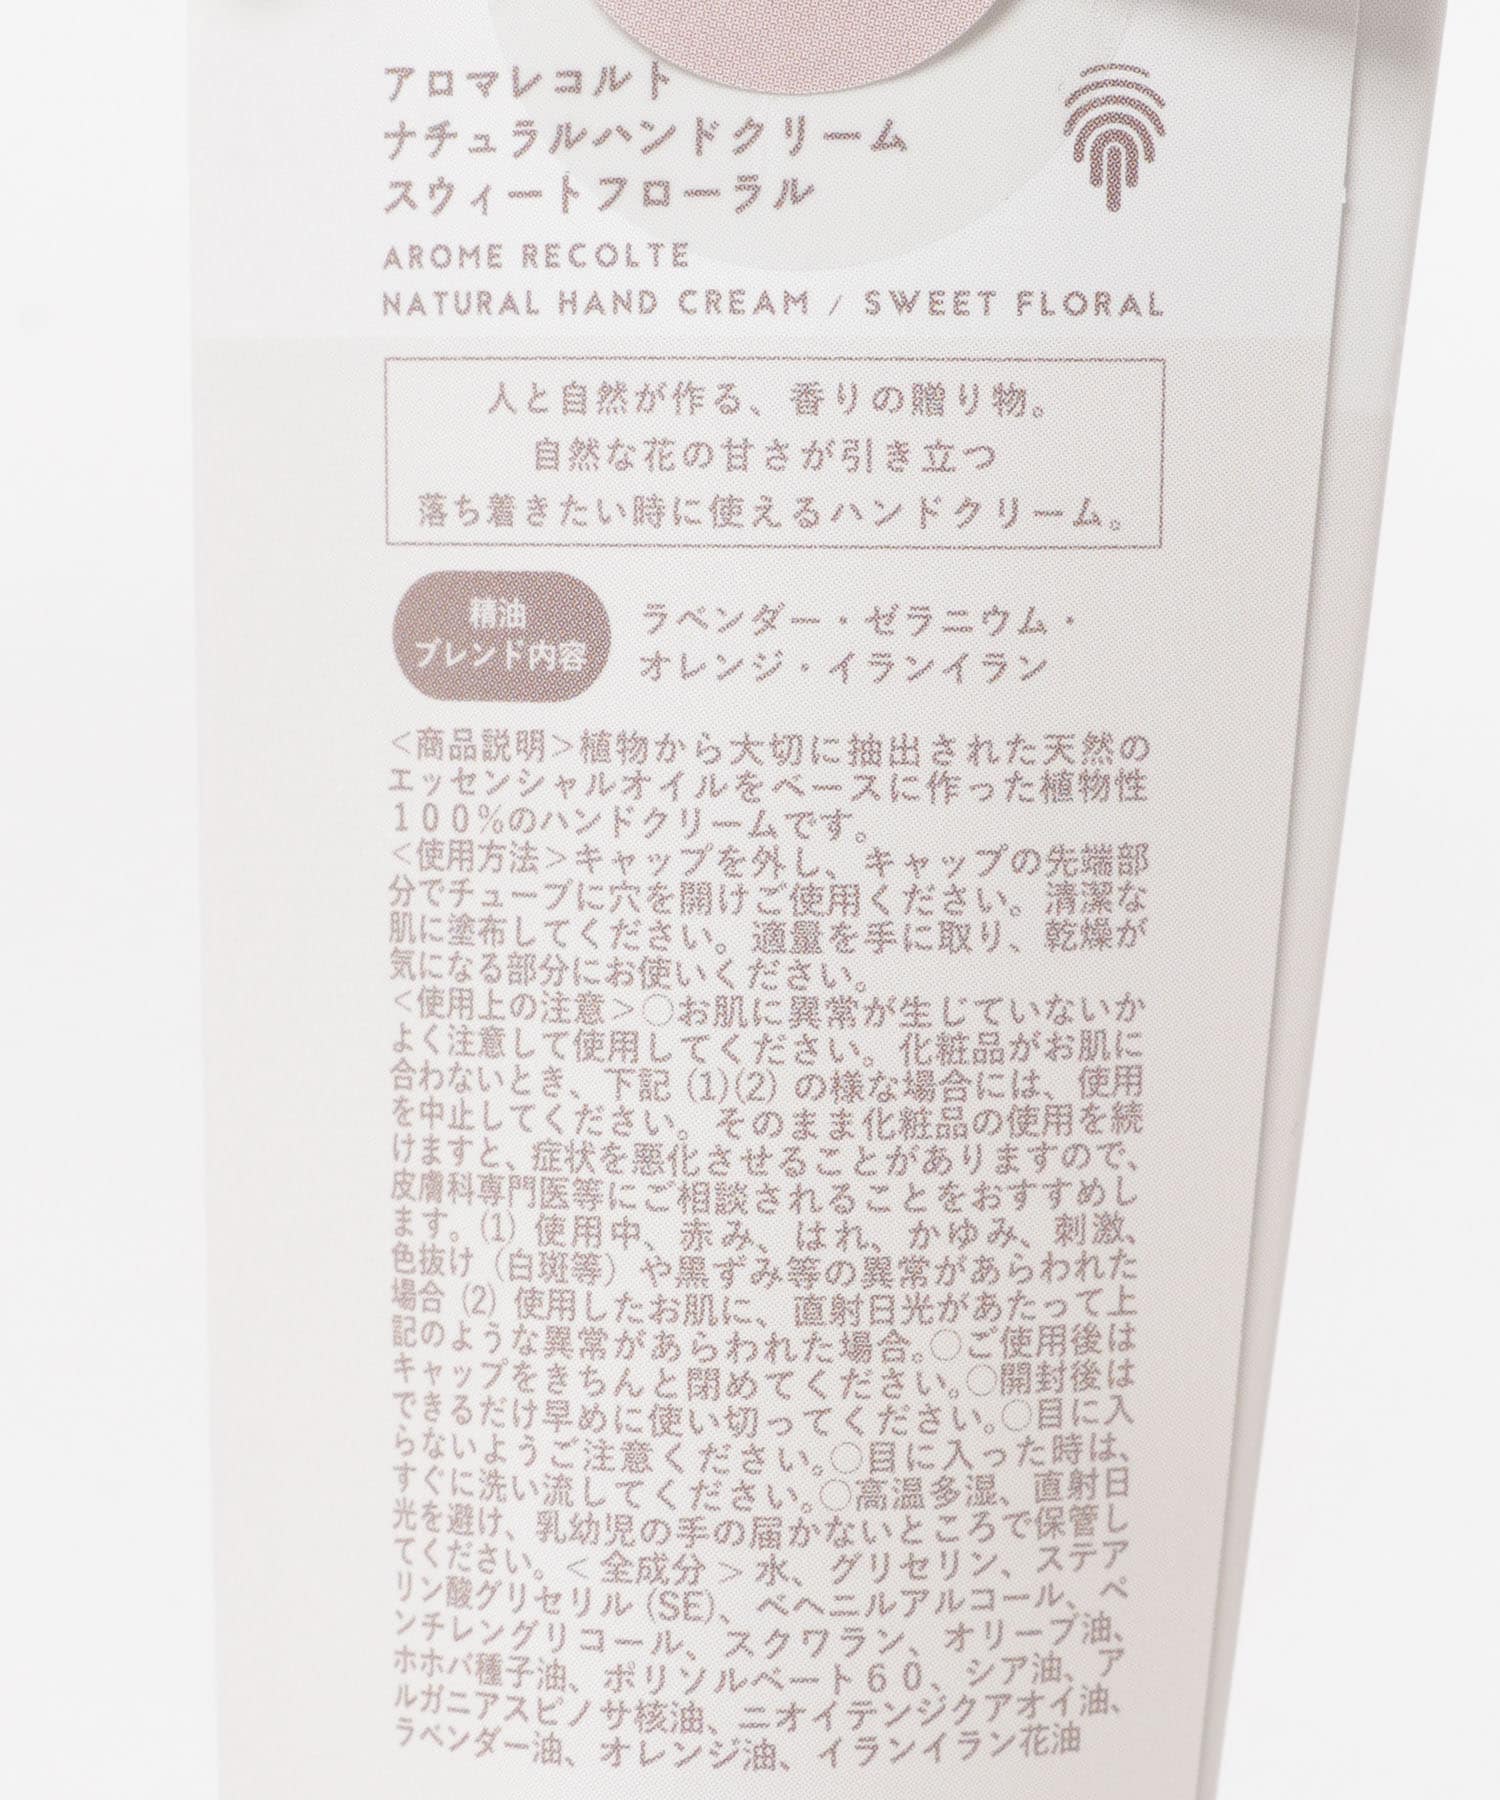 アロマレコルト
ナチュラルハンドクリーム
スウィートフローラル
AROME RECOLTE
NATURAL HAND CREAM / SWEET FLORAL
人と自然が作る、香りの贈り物。
自然な花の甘さが引き立つ
落ち着きたい時に使えるハンドクリーム。
精油
ブレンド内容
ラベンダー・ゼラニウム・
オレンジ・イランイラン
＜商品説明＞植物から大切に抽出された天然の
エッセンシャルオイルをベースに作った植物性
１００％のハンドクリームです。
＜使用方法＞キャップを外し、キャップの先端部
分でチューブに穴を開けご使用ください。清潔な
肌に塗布してください。適量を手に取り、乾燥が
気になる部分にお使いください。
＜使用上の注意＞○お肌に異常が生じていないか
よく注意して使用してください。化粧品がお肌に
合わないとき、下記（1）（2）の様な場合には、使用
を中止してください。そのまま化粧品の使用を続
けますと、症状を悪化させることがありますので、
皮膚科専門医等にご相談されることをおすすめし
ます。（1）使用中、赤み、はれ、かゆみ、刺激、
色抜け（白斑等）や黒ずみ等の異常があらわれた
場合（2）使用したお肌に、直射日光があたって上
記のような異常があらわれた場合。○ご使用後は
キャップをきちんと閉めてください。○開封後は
できるだけ早めに使い切ってください。○目に入
らないようご注意ください。○目に入った時は、
すぐに洗い流してください。○高温多湿、直射日
光を避け、乳幼児の手の届かないところで保管し
てください。＜全成分＞水、グリセリン、ステア
リン酸グリセリル（SE）、ベヘニルアルコール、ペ
ンチレングリコール、スクワラン、オリーブ油、
ホホバ種子油、ポリソルベート６０、シア油、ア
ルガニアスピノサ核油、ニオイテンジクアオイ油、
ラベンダー油、オレンジ油、イランイラン花油